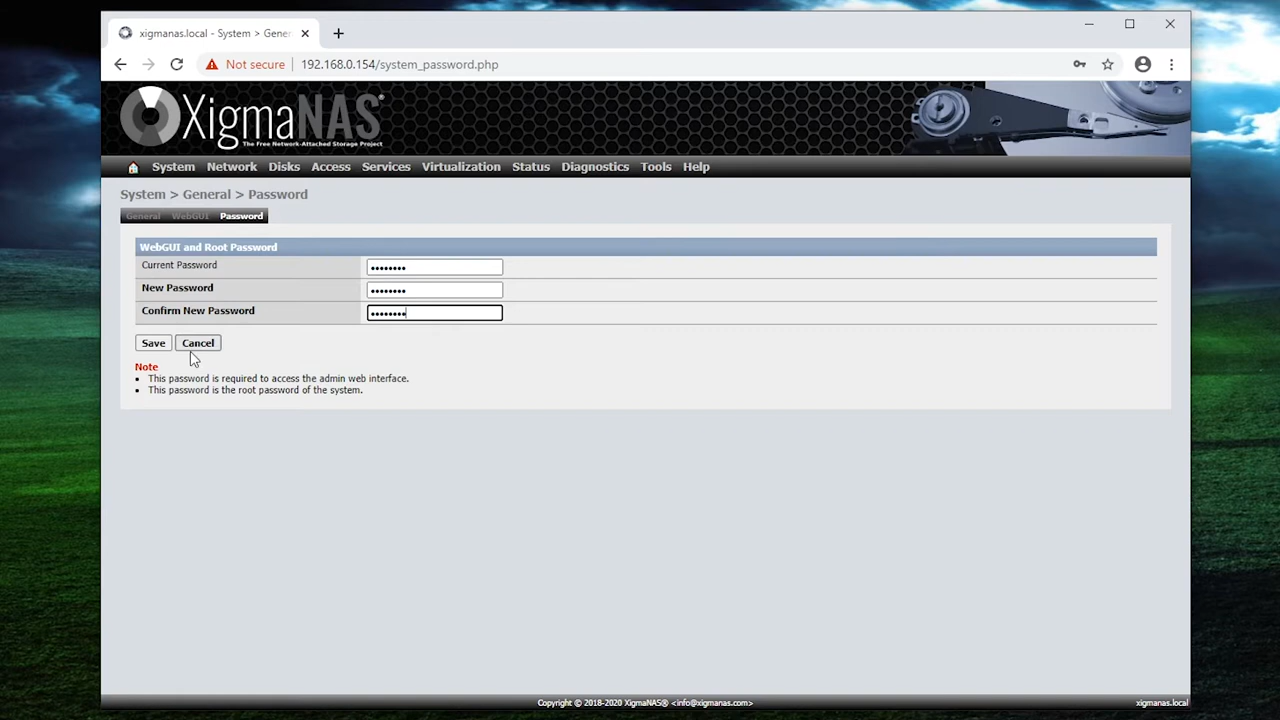 xigmanas.local - System > Gener
Not secure 192.168.0.154/system_password.php
XigmaNAS®
The Free Network-Attached Storage Project
System Network Disks Access Services Virtualization Status Diagnostics Tools Help
System > General > Password
General WebGUI Password
WebGUI and Root Password
Current Password ••••••••
New Password ••••••••
Confirm New Password ••••••••
Save Cancel
Note
▪ This password is required to access the admin web interface.
▪ This password is the root password of the system.
Copyright © 2018-2020 XigmaNAS® <info@xigmanas.com> xigmanas.local